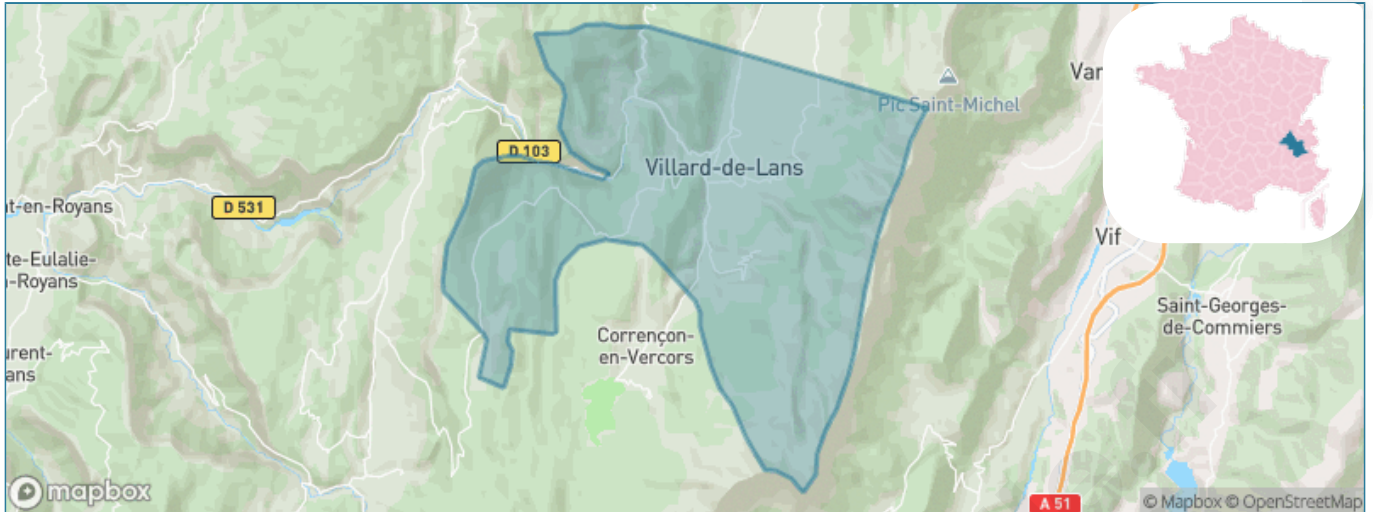 Var
Pic Saint-Michel
D 103
Villard-de-Lans
t-en-Royans
D 531
Vif
te-Eulalie-
-Royans
Saint-Georges-
de-Commiers
Corrençon-
en-Vercors
urent-
ans
mapbox
A 51
© Mapbox © OpenStreetMap